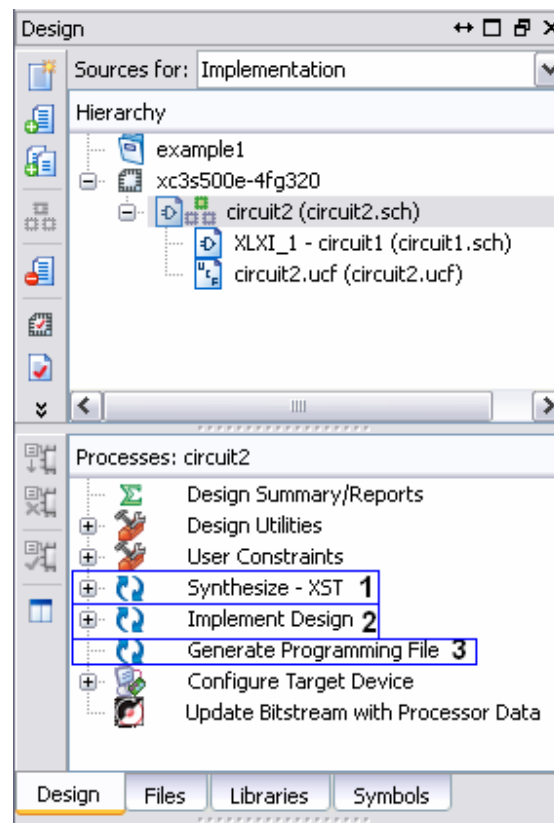 Design
Sources for: Implementation
Hierarchy
example1
xc3s500e-4fg320
circuit2 (circuit2.sch)
XLXI_1 - circuit1 (circuit1.sch)
circuit2.ucf (circuit2.ucf)
Processes: circuit2
Design Summary/Reports
Design Utilities
User Constraints
Synthesize - XST 1
Implement Design 2
Generate Programming File 3
Configure Target Device
Update Bitstream with Processor Data
Design Files Libraries Symbols